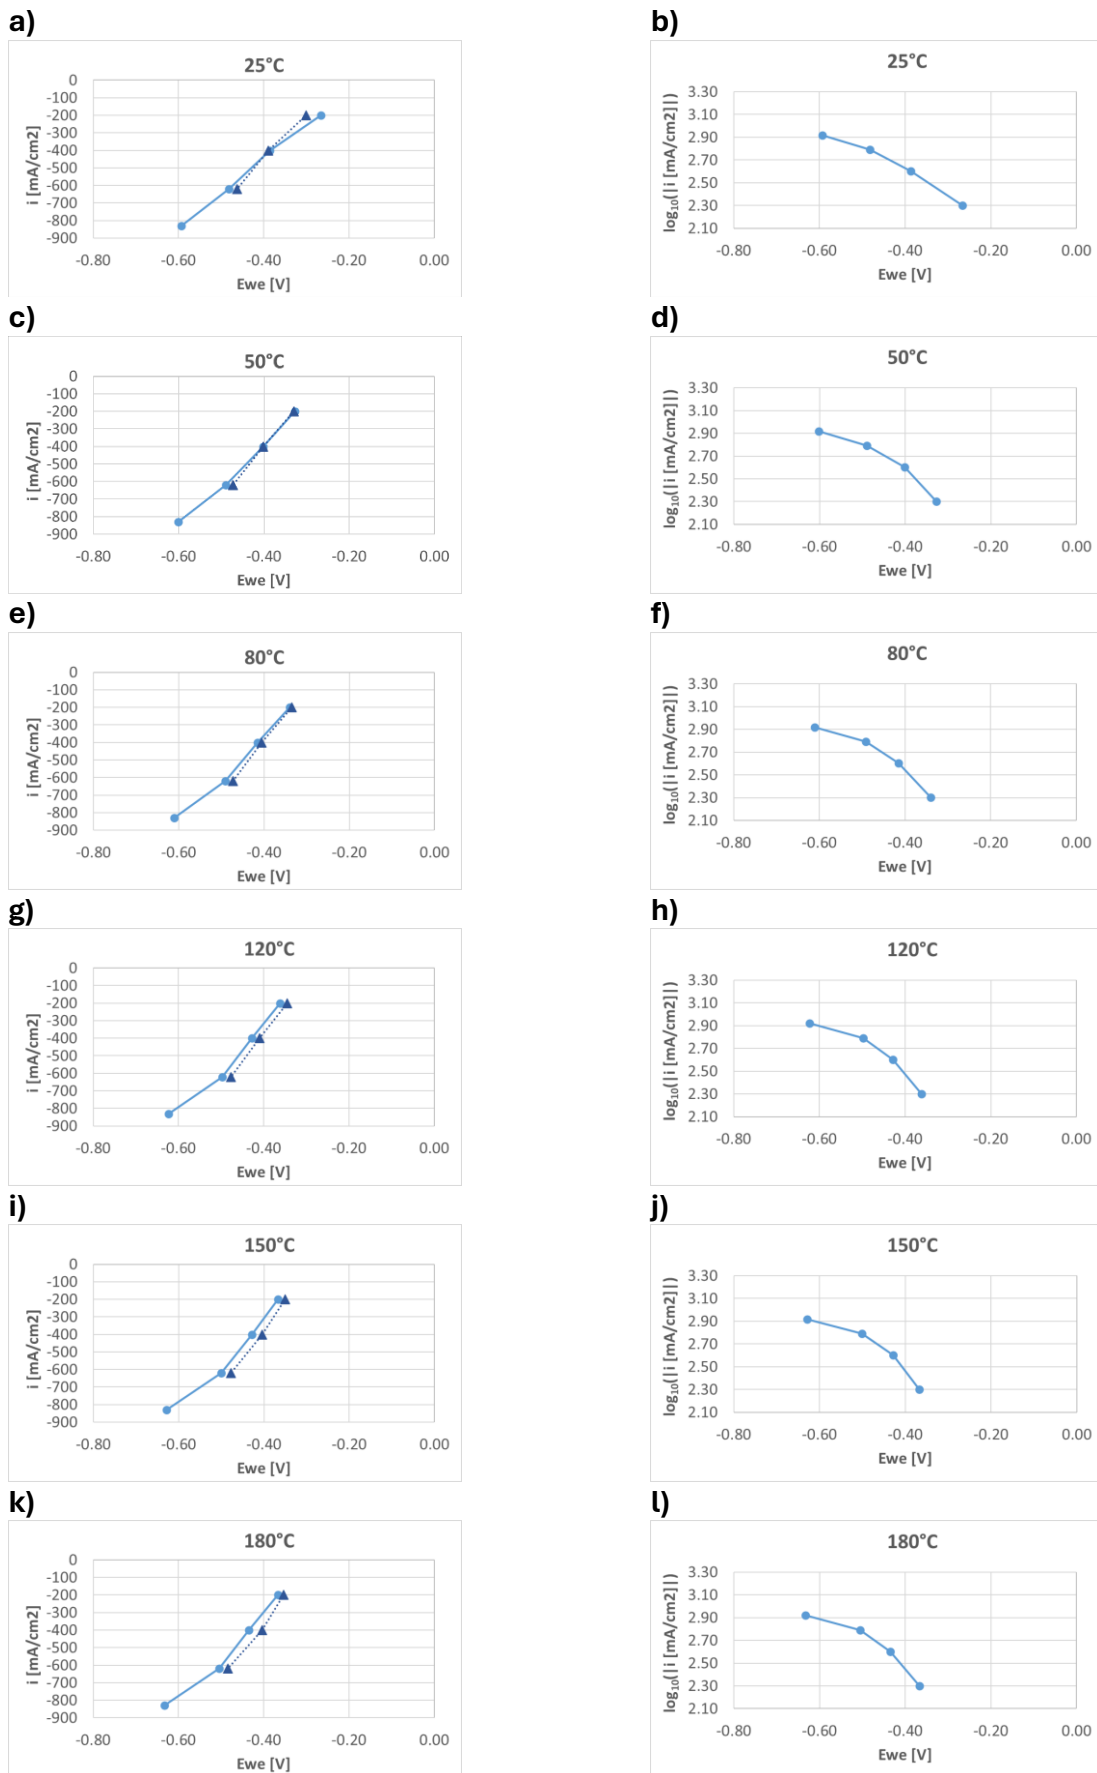 a)
25°C
0
-100
-200
-300
-400
-500
-600
-700
-800
-900
i [mA/cm2]
-0.80 -0.60 -0.40 -0.20 0.00
Ewe [V]
b)
25°C
3.30
3.10
2.90
2.70
2.50
2.30
2.10
log₁₀(|i [mA/cm2]|)
-0.80 -0.60 -0.40 -0.20 0.00
Ewe [V]
c)
50°C
0
-100
-200
-300
-400
-500
-600
-700
-800
-900
i [mA/cm2]
-0.80 -0.60 -0.40 -0.20 0.00
Ewe [V]
d)
50°C
3.30
3.10
2.90
2.70
2.50
2.30
2.10
log₁₀(|i [mA/cm2]|)
-0.80 -0.60 -0.40 -0.20 0.00
Ewe [V]
e)
80°C
0
-100
-200
-300
-400
-500
-600
-700
-800
-900
i [mA/cm2]
-0.80 -0.60 -0.40 -0.20 0.00
Ewe [V]
f)
80°C
3.30
3.10
2.90
2.70
2.50
2.30
2.10
log₁₀(|i [mA/cm2]|)
-0.80 -0.60 -0.40 -0.20 0.00
Ewe [V]
g)
120°C
0
-100
-200
-300
-400
-500
-600
-700
-800
-900
i [mA/cm2]
-0.80 -0.60 -0.40 -0.20 0.00
Ewe [V]
h)
120°C
3.30
3.10
2.90
2.70
2.50
2.30
2.10
log₁₀(|i [mA/cm2]|)
-0.80 -0.60 -0.40 -0.20 0.00
Ewe [V]
i)
150°C
0
-100
-200
-300
-400
-500
-600
-700
-800
-900
i [mA/cm2]
-0.80 -0.60 -0.40 -0.20 0.00
Ewe [V]
j)
150°C
3.30
3.10
2.90
2.70
2.50
2.30
2.10
log₁₀(|i [mA/cm2]|)
-0.80 -0.60 -0.40 -0.20 0.00
Ewe [V]
k)
180°C
0
-100
-200
-300
-400
-500
-600
-700
-800
-900
i [mA/cm2]
-0.80 -0.60 -0.40 -0.20 0.00
Ewe [V]
l)
180°C
3.30
3.10
2.90
2.70
2.50
2.30
2.10
log₁₀(|i [mA/cm2]|)
-0.80 -0.60 -0.40 -0.20 0.00
Ewe [V]